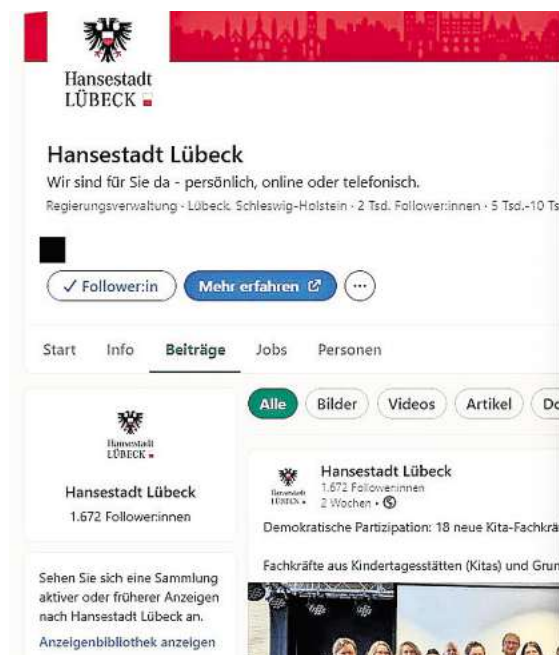 Hansestadt
LÜBECK
Hansestadt Lübeck
Wir sind für Sie da - persönlich, online oder telefonisch.
Regierungsverwaltung · Lübeck, Schleswig-Holstein · 2 Tsd. Follower:innen · 5 Tsd.-10 Ts
✓ Follower:in Mehr erfahren ...
Start Info Beiträge Jobs Personen
Alle Bilder Videos Artikel Do
Hansestadt
LÜBECK
Hansestadt Lübeck
1.672 Follower:innen
Sehen Sie sich eine Sammlung
aktiver oder früherer Anzeigen
nach Hansestadt Lübeck an.
Anzeigenbibliothek anzeigen
Hansestadt
LÜBECK
Hansestadt Lübeck
1.672 Follower:innen
2 Wochen •
Demokratische Partizipation: 18 neue Kita-Fachkrä
Fachkräfte aus Kindertagesstätten (Kitas) und Grun